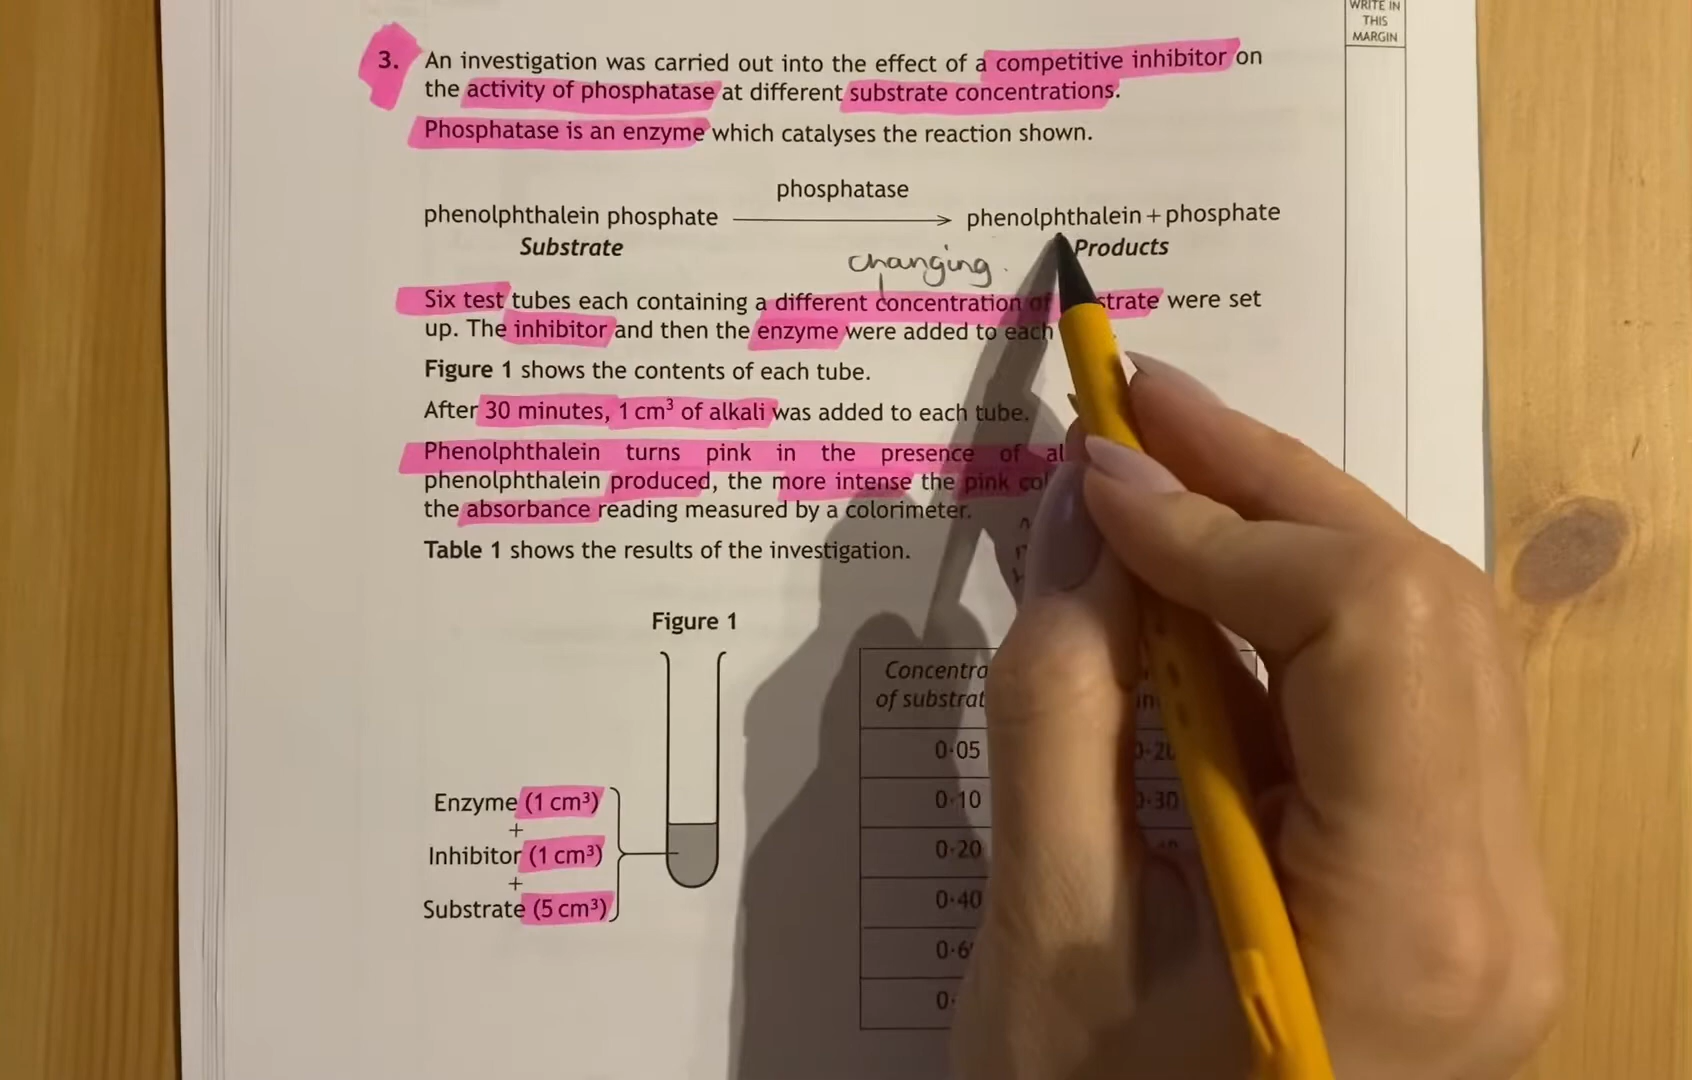 WRITE IN
THIS
MARGIN
3. An investigation was carried out into the effect of a competitive inhibitor on
the activity of phosphatase at different substrate concentrations.
Phosphatase is an enzyme which catalyses the reaction shown.
phosphatase
phenolphthalein phosphate phenolphthalein + phosphate
Substrate Products
changing.
Six test tubes each containing a different concentration of were set
up. The inhibitor and then the enzyme were added to each
Figure 1 shows the contents of each tube.
After 30 minutes, 1 cm³ of alkali was added to each tube.
Phenolphthalein turns pink in the presence of
phenolphthalein produced, the more intense the pink
the absorbance reading measured by a colorimeter.
Table 1 shows the results of the investigation.
Figure 1
Enzyme (1 cm³)
+
Inhibitor (1 cm³)
+
Substrate (5 cm³)
of
0·05
0·10 0·30
0·20
0·40